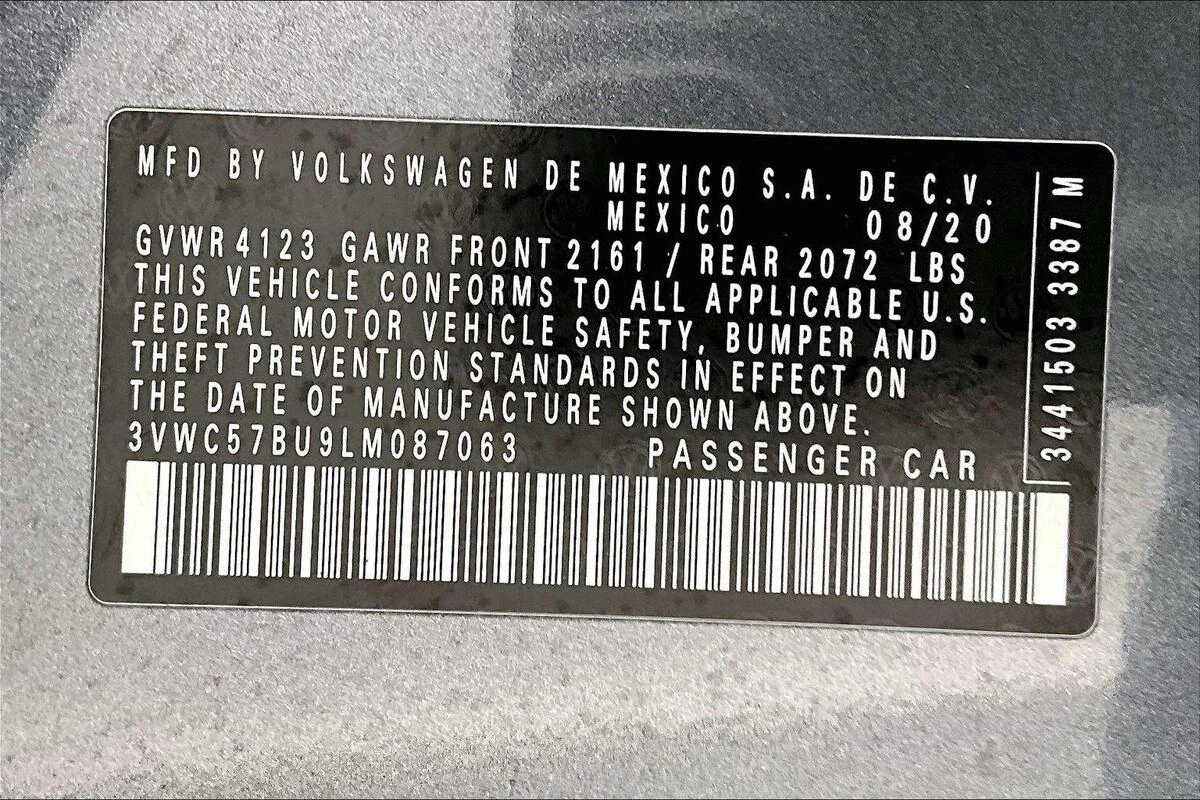 MFD BY VOLKSWAGEN DE MEXICO S.A. DE C.V.
MEXICO 08/20
GVWR 4123 GAWR FRONT 2161 / REAR 2072 LBS
THIS VEHICLE CONFORMS TO ALL APPLICABLE U.S.
FEDERAL MOTOR VEHICLE SAFETY, BUMPER AND
THEFT PREVENTION STANDARDS IN EFFECT ON
THE DATE OF MANUFACTURE SHOWN ABOVE.
3VWC57BU9LM087063 PASSENGER CAR
3441503 3387 M